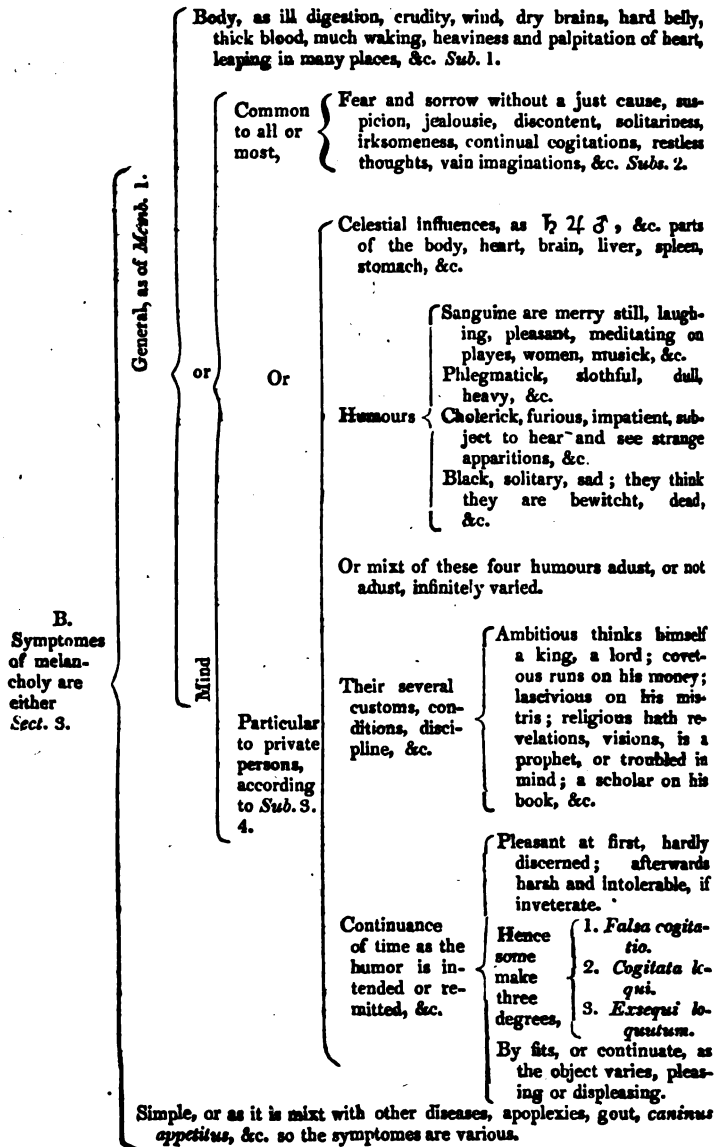 Body, as ill digestion, crudity, wind, dry brains, hard belly,
thick blood, much waking, heaviness and palpitation of heart,
leaping in many places, &c. Sub. 1.
Common
to all or
most,
Fear and sorrow without a just cause, sus-
picion, jealousie, discontent, solitariness,
irksomeness, continual cogitations, restless
thoughts, vain imaginations, &c. Subs. 2.
General, as of Memb. 1.
or
Or
Celestial influences, as ♄ ♃ ♂, &c. parts
of the body, heart, brain, liver, spleen,
stomach, &c.
Humours
Sanguine are merry still, laugh-
ing, pleasant, meditating on
playes, women, musick, &c.
Phlegmatick, slothful, dull,
heavy, &c.
Cholerick, furious, impatient, sub-
ject to hear and see strange
apparitions, &c.
Black, solitary, sad; they think
they are bewitcht, dead,
&c.
Or mixt of these four humours adust, or not
adust, infinitely varied.
B.
Symptomes
of melan-
choly are
either
Sect. 3.
Mind
Particular
to private
persons,
according
to Sub. 3.
4.
Their several
customs, con-
ditions, disci-
pline, &c.
Ambitious thinks himself
a king, a lord; covet-
ous runs on his money;
lascivious on his mis-
tris; religious hath re-
velations, visions, is a
prophet, or troubled in
mind; a scholar on his
book, &c.
Continuance
of time as the
humor is in-
tended or re-
mitted, &c.
Pleasant at first, hardly
discerned; afterwards
harsh and intolerable, if
inveterate.
Hence
some
make
three
degrees,
1. Falsa cogita-
tio.
2. Cogitata lo-
qui.
3. Exsequi lo-
quutum.
By fits, or continuate, as
the object varies, pleas-
ing or displeasing.
Simple, or as it is mixt with other diseases, apoplexies, gout, caninus
appetitus, &c. so the symptomes are various.